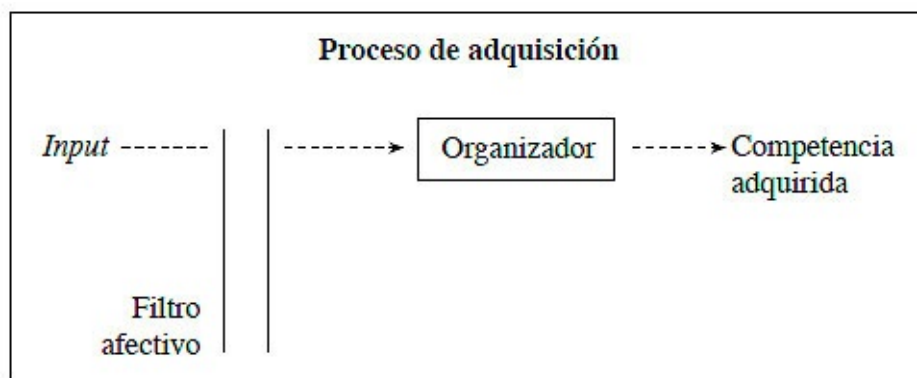 Proceso de adquisición
Input
Organizador
Competencia
adquirida
Filtro
afectivo